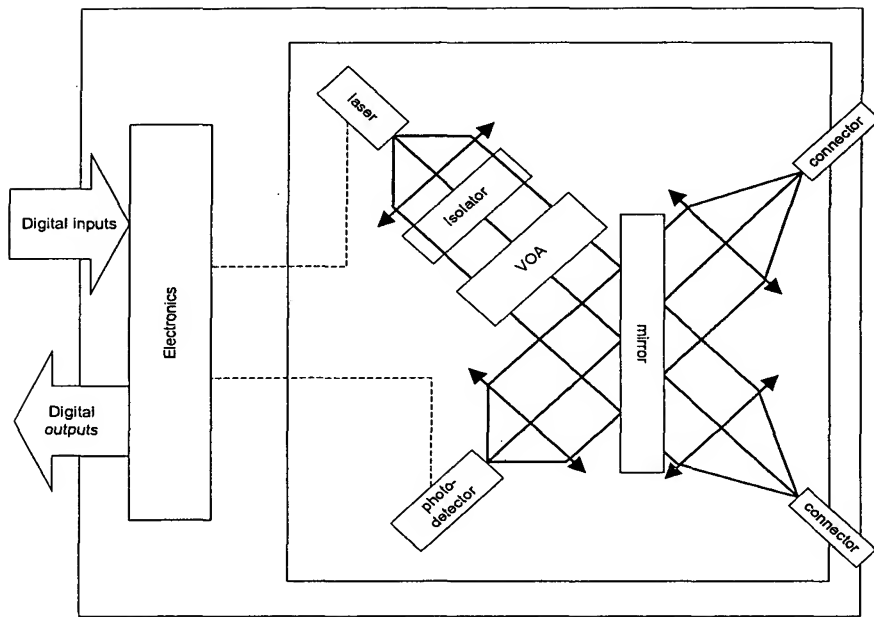 laser
connector
Isolator
Digital inputs
VOA
Electronics
mirror
Digital
outputs
photo-
detector
connector